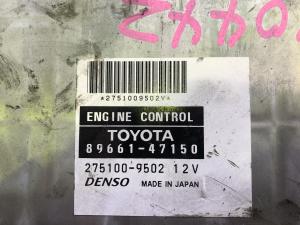 *2751009502V*
ENGINE CONTROL
TOYOTA
89661-47150
275100-9502 12V
DENSO MADE IN JAPAN